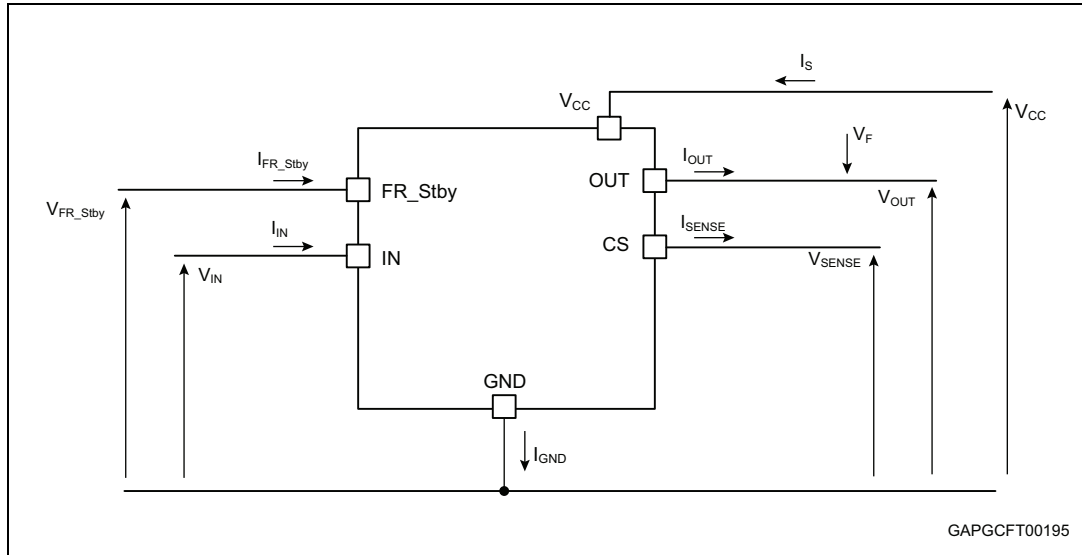 I_S
V_CC
V_CC
I_FR_Stby
I_OUT
V_F
FR_Stby
OUT
V_FR_Stby
V_OUT
I_IN
I_SENSE
IN
CS
V_IN
V_SENSE
GND
I_GND
GAPGCFT00195